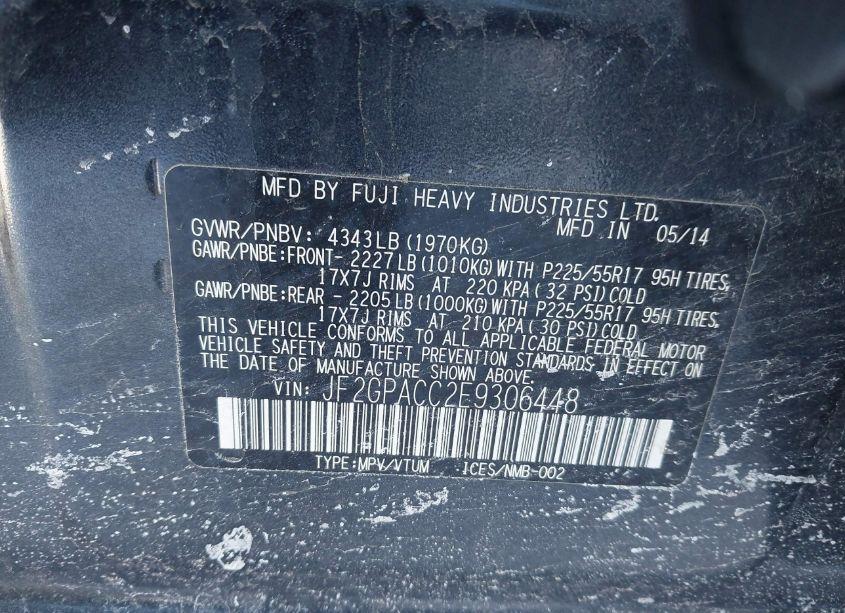 MFD BY FUJI HEAVY INDUSTRIES LTD.
MFD IN 05/14
GVWR/PNBV: 4343LB(1970KG)
GAWR/PNBE:FRONT-2227LB(1010KG)WITH P225/55R17 95H TIRES,
17X7J RIMS AT 220 KPA(32 PSI)COLD
GAWR/PNBE:REAR -2205LB(1000KG)WITH P225/55R17 95H TIRES,
17X7J RIMS AT 210 KPA(30 PSI)COLD
THIS VEHICLE CONFORMS TO ALL APPLICABLE FEDERAL MOTOR
VEHICLE SAFETY AND THEFT PREVENTION STANDARDS IN EFFECT ON
THE DATE OF MANUFACTURE SHOWN ABOVE.
VIN: JF2GPACC2E9306448
TYPE:MPV/VTUM ICES/NMB-002